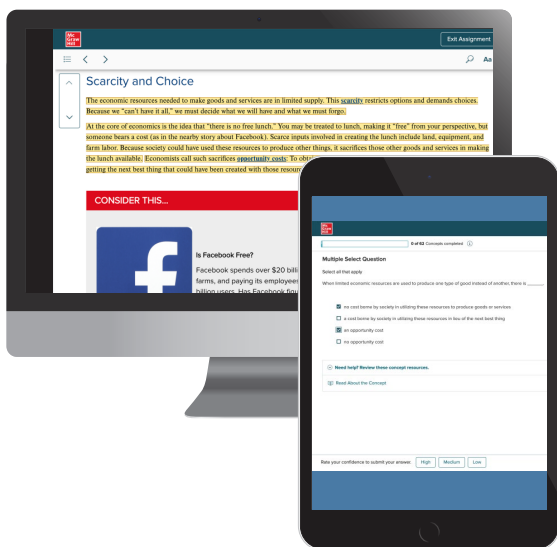 Mc
Graw
Hill
Exit Assignment
Aa
Scarcity and Choice
The economic resources needed to make goods and services are in limited supply. This scarcity restricts options and demands choices.
Because we "can't have it all," we must decide what we will have and what we must forgo.
At the core of economics is the idea that "there is no free lunch." You may be treated to lunch, making it "free" from your perspective, but
someone bears a cost (as in the nearby story about Facebook). Scarce inputs involved in creating the lunch include land, equipment, and
farm labor. Because society could have used these resources to produce other things, it sacrifices those other goods and services in making
the lunch available. Economists call such sacrifices opportunity costs: To
getting the next best thing that could have been created with those
CONSIDER THIS...
f
Is Facebook Free?
Facebook spends over $20
farms, and paying its employees
billion users. Has Facebook
Mc
Graw
Hill
0 of 62 Concepts completed
Multiple Select Question
Select all that apply
When limited economic resources are used to produce one type of good instead of another, there is ______
no cost borne by society in utilizing these resources to produce goods or services
a cost borne by society in utilizing these resources in lieu of the next best thing
an opportunity cost
no opportunity cost
Need help? Review these concept resources.
Read About the Concept
Rate your confidence to submit your answer.
High Medium Low